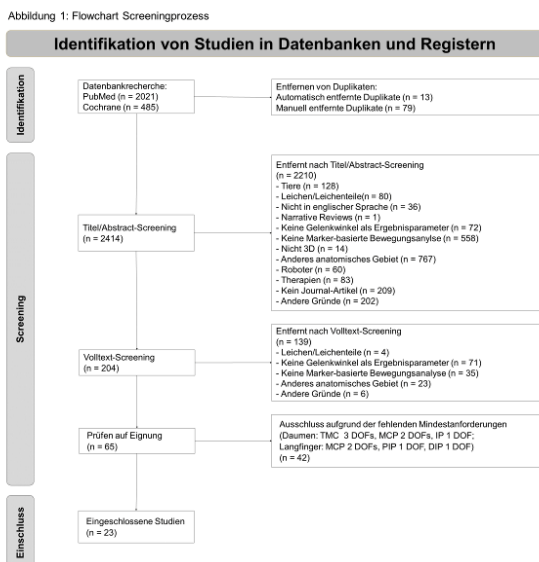 Abbildung 1: Flowchart Screeningprozess
Identifikation von Studien in Datenbanken und Registern
Identifikation
Datenbankrecherche:
PubMed (n = 2021)
Cochrane (n = 485)
Entfernen von Duplikaten:
Automatisch entfernte Duplikate (n = 13)
Manuell entfernte Duplikate (n = 79)
Screening
Titel/Abstract-Screening
(n = 2414)
Entfernt nach Titel/Abstract-Screening
(n = 2210)
- Tiere (n = 128)
- Leichen/Leichenteile(n = 80)
- Nicht in englischer Sprache (n = 36)
- Narrative Reviews (n = 1)
- Keine Gelenkwinkel als Ergebnisparameter (n = 72)
- Keine Marker-basierte Bewegungsanylse (n = 558)
- Nicht 3D (n = 14)
- Anderes anatomisches Gebiet (n = 767)
- Roboter (n = 60)
- Therapien (n = 83)
- Kein Journal-Artikel (n = 209)
- Andere Gründe (n = 202)
Volltext-Screening
(n = 204)
Entfernt nach Volltext-Screening
(n = 139)
- Leichen/Leichenteile (n = 4)
- Keine Gelenkwinkel als Ergebnisparameter (n = 71)
- Keine Marker-basierte Bewegungsanalyse (n = 35)
- Anderes anatomisches Gebiet (n = 23)
- Andere Gründe (n = 6)
Prüfen auf Eignung
(n = 65)
Ausschluss aufgrund der fehlenden Mindestanforderungen
(Daumen: TMC 3 DOFs, MCP 2 DOFs, IP 1 DOF;
Langfinger: MCP 2 DOFs, PIP 1 DOF, DIP 1 DOF)
(n = 42)
Einschluss
Eingeschlossene Studien
(n = 23)